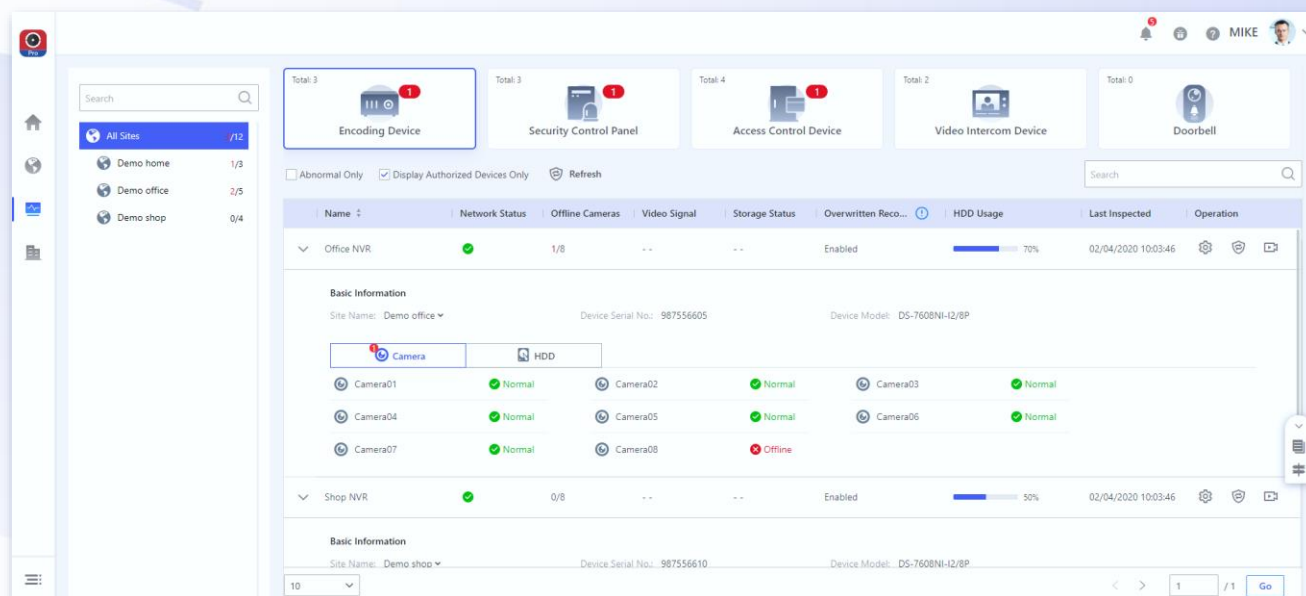 5
Pro
MIKE
Search
All Sites /12
Demo home 1/3
Demo office 2/5
Demo shop 0/4
Total: 3
1
Encoding Device
Total: 3
1
Security Control Panel
Total: 4
1
Access Control Device
Total: 2
Video Intercom Device
Total: 0
Doorbell
Abnormal Only Display Authorized Devices Only Refresh
Search
Name Network Status Offline Cameras Video Signal Storage Status Overwritten Reco... HDD Usage Last Inspected Operation
Office NVR 1/8 -- -- Enabled 70% 02/04/2020 10:03:46
Basic Information
Site Name: Demo office Device Serial No.: 987556605 Device Model: DS-7608NI-I2/8P
1 Camera HDD
Camera01 Normal Camera02 Normal Camera03 Normal
Camera04 Normal Camera05 Normal Camera06 Normal
Camera07 Normal Camera08 Offline
Shop NVR 0/8 -- -- Enabled 50% 02/04/2020 10:03:46
Basic Information
Site Name: Demo shop Device Serial No.: 987556610 Device Model: DS-7608NI-I2/8P
10 < > 1 /1 Go